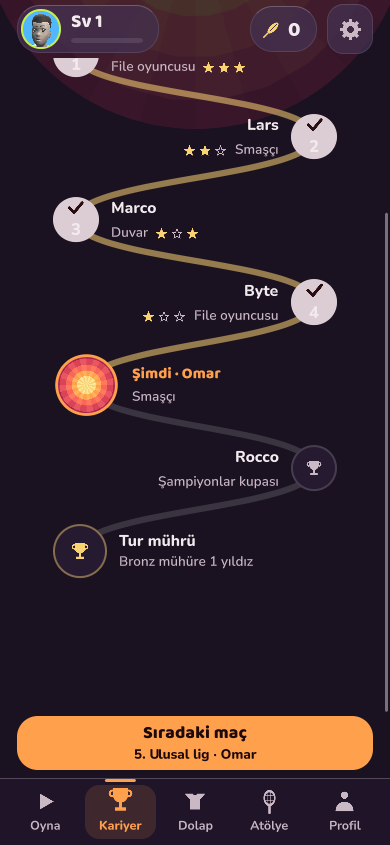 Sv 1
0
1
File oyuncusu
Lars
Smaşçı
2
Marco
Duvar
3
Byte
File oyuncusu
4
Şimdi · Omar
Smaşçı
Rocco
Şampiyonlar kupası
Tur mührü
Bronz mühüre 1 yıldız
Sıradaki maç
5. Ulusal lig · Omar
Oyna
Kariyer
Dolap
Atölye
Profil